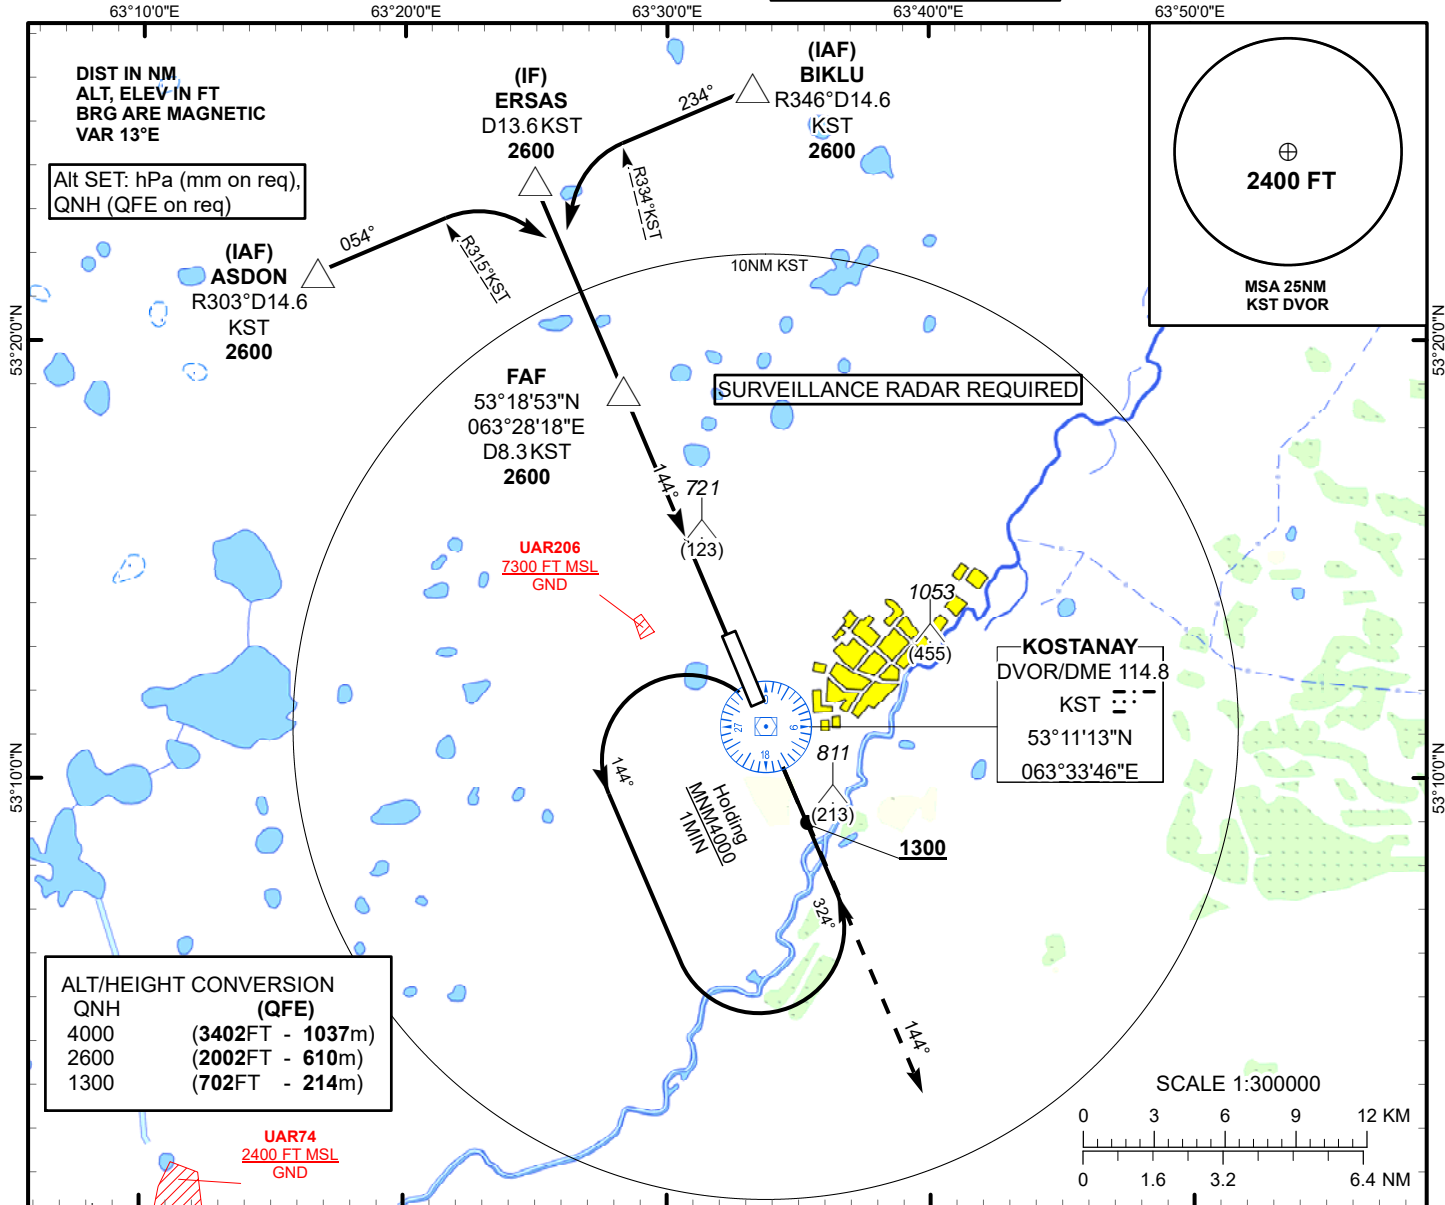 63°10'0"E
63°20'0"E
63°30'0"E
63°40'0"E
63°50'0"E
DIST IN NM
ALT, ELEV IN FT
BRG ARE MAGNETIC
VAR 13°E
Alt SET: hPa (mm on req),
QNH (QFE on req)
(IF)
ERSAS
D13.6 KST
2600
(IAF)
BIKLU
R346°D14.6
KST
2600
234°
R334°KST
2400 FT
MSA 25NM
KST DVOR
(IAF)
ASDON
R303°D14.6
KST
2600
054°
R315°KST
10NM KST
53°20'0"N
53°20'0"N
FAF
53°18'53"N
063°28'18"E
D8.3 KST
2600
SURVEILLANCE RADAR REQUIRED
144°
721
(123)
UAR206
7300 FT MSL
GND
1053
(455)
KOSTANAY
DVOR/DME 114.8
KST
53°11'13"N
063°33'46"E
0
6
18
27
811
(213)
1300
144°
Holding
MNM4000
1MIN
324°
144°
53°10'0"N
53°10'0"N
ALT/HEIGHT CONVERSION
QNH (QFE)
4000 (3402FT - 1037m)
2600 (2002FT - 610m)
1300 (702FT - 214m)
UAR74
2400 FT MSL
GND
SCALE 1:300000
0 3 6 9 12 KM
0 1.6 3.2 6.4 NM